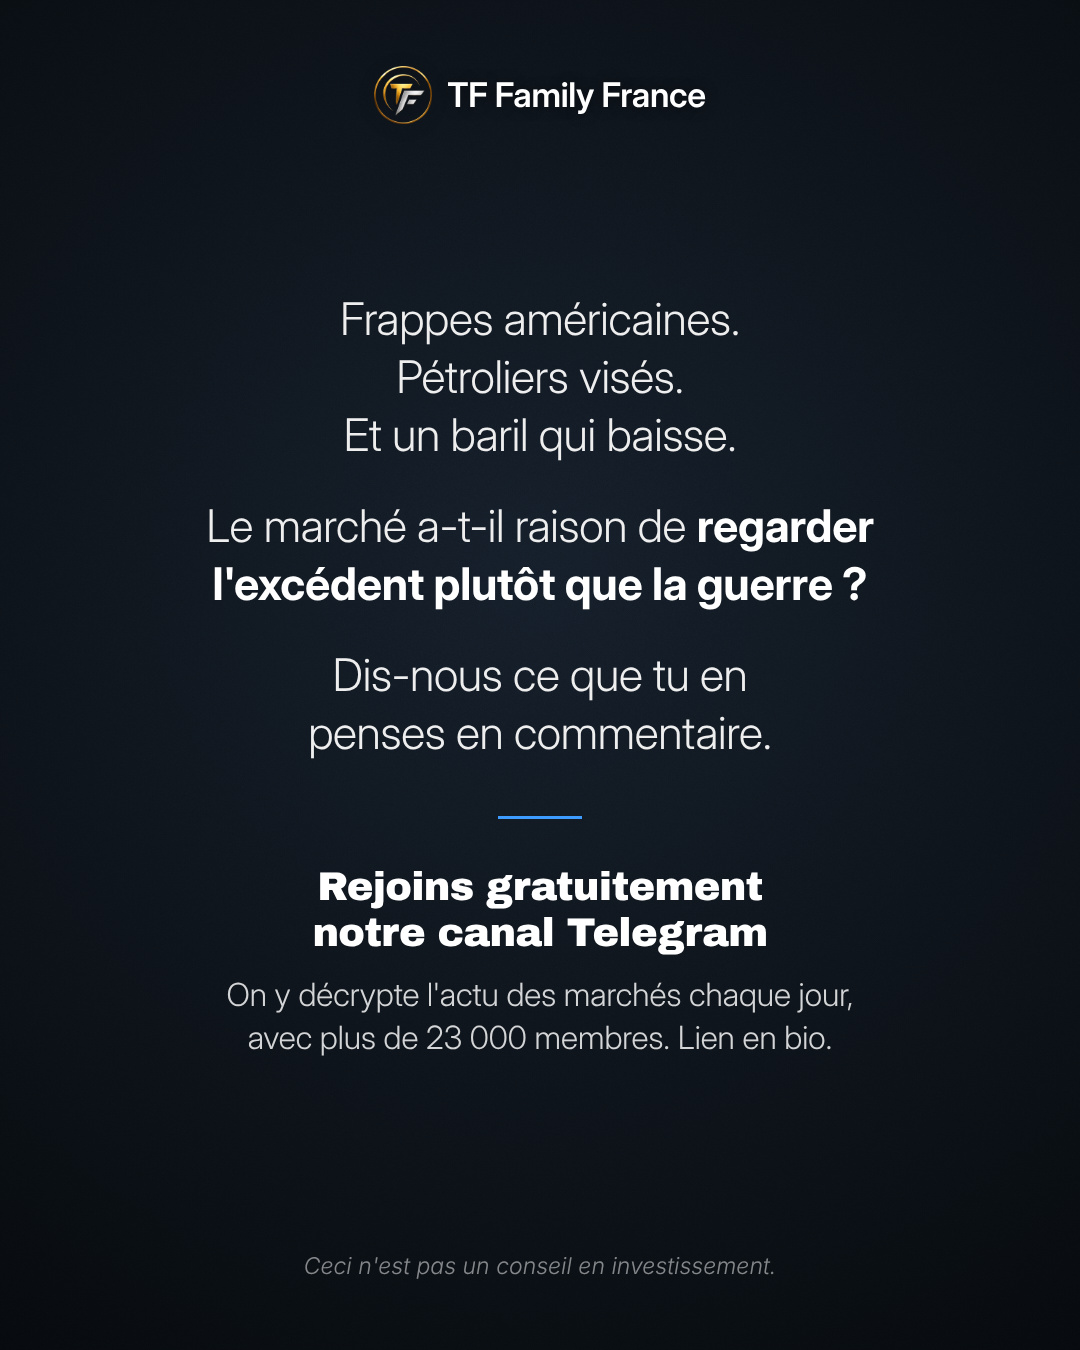 TF TF Family France
Frappes américaines.
Pétroliers visés.
Et un baril qui baisse.
Le marché a-t-il raison de regarder
l'excédent plutôt que la guerre ?
Dis-nous ce que tu en
penses en commentaire.
Rejoins gratuitement
notre canal Telegram
On y décrypte l'actu des marchés chaque jour,
avec plus de 23 000 membres. Lien en bio.
Ceci n'est pas un conseil en investissement.